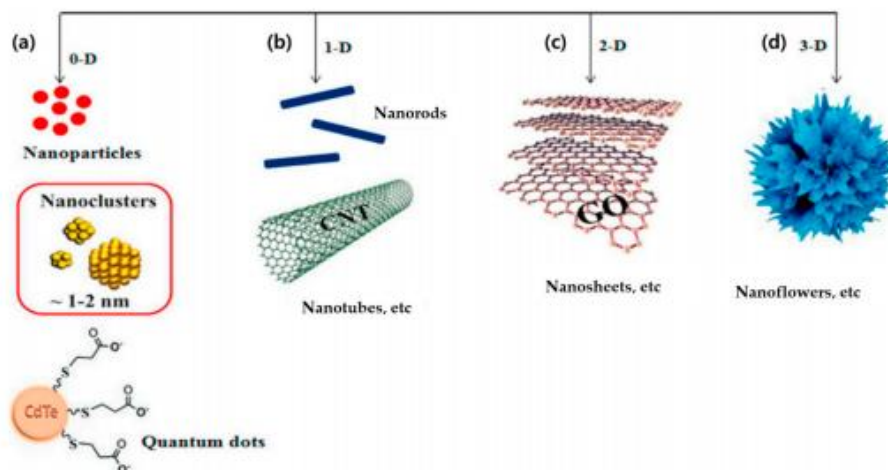 (a)
0-D
Nanoparticles
Nanoclusters
~ 1-2 nm
CdTe
S
O
O⁻
S
O
O⁻
S
O
O⁻
Quantum dots
(b)
1-D
Nanorods
CNT
Nanotubes, etc
(c)
2-D
GO
Nanosheets, etc
(d)
3-D
Nanoflowers, etc